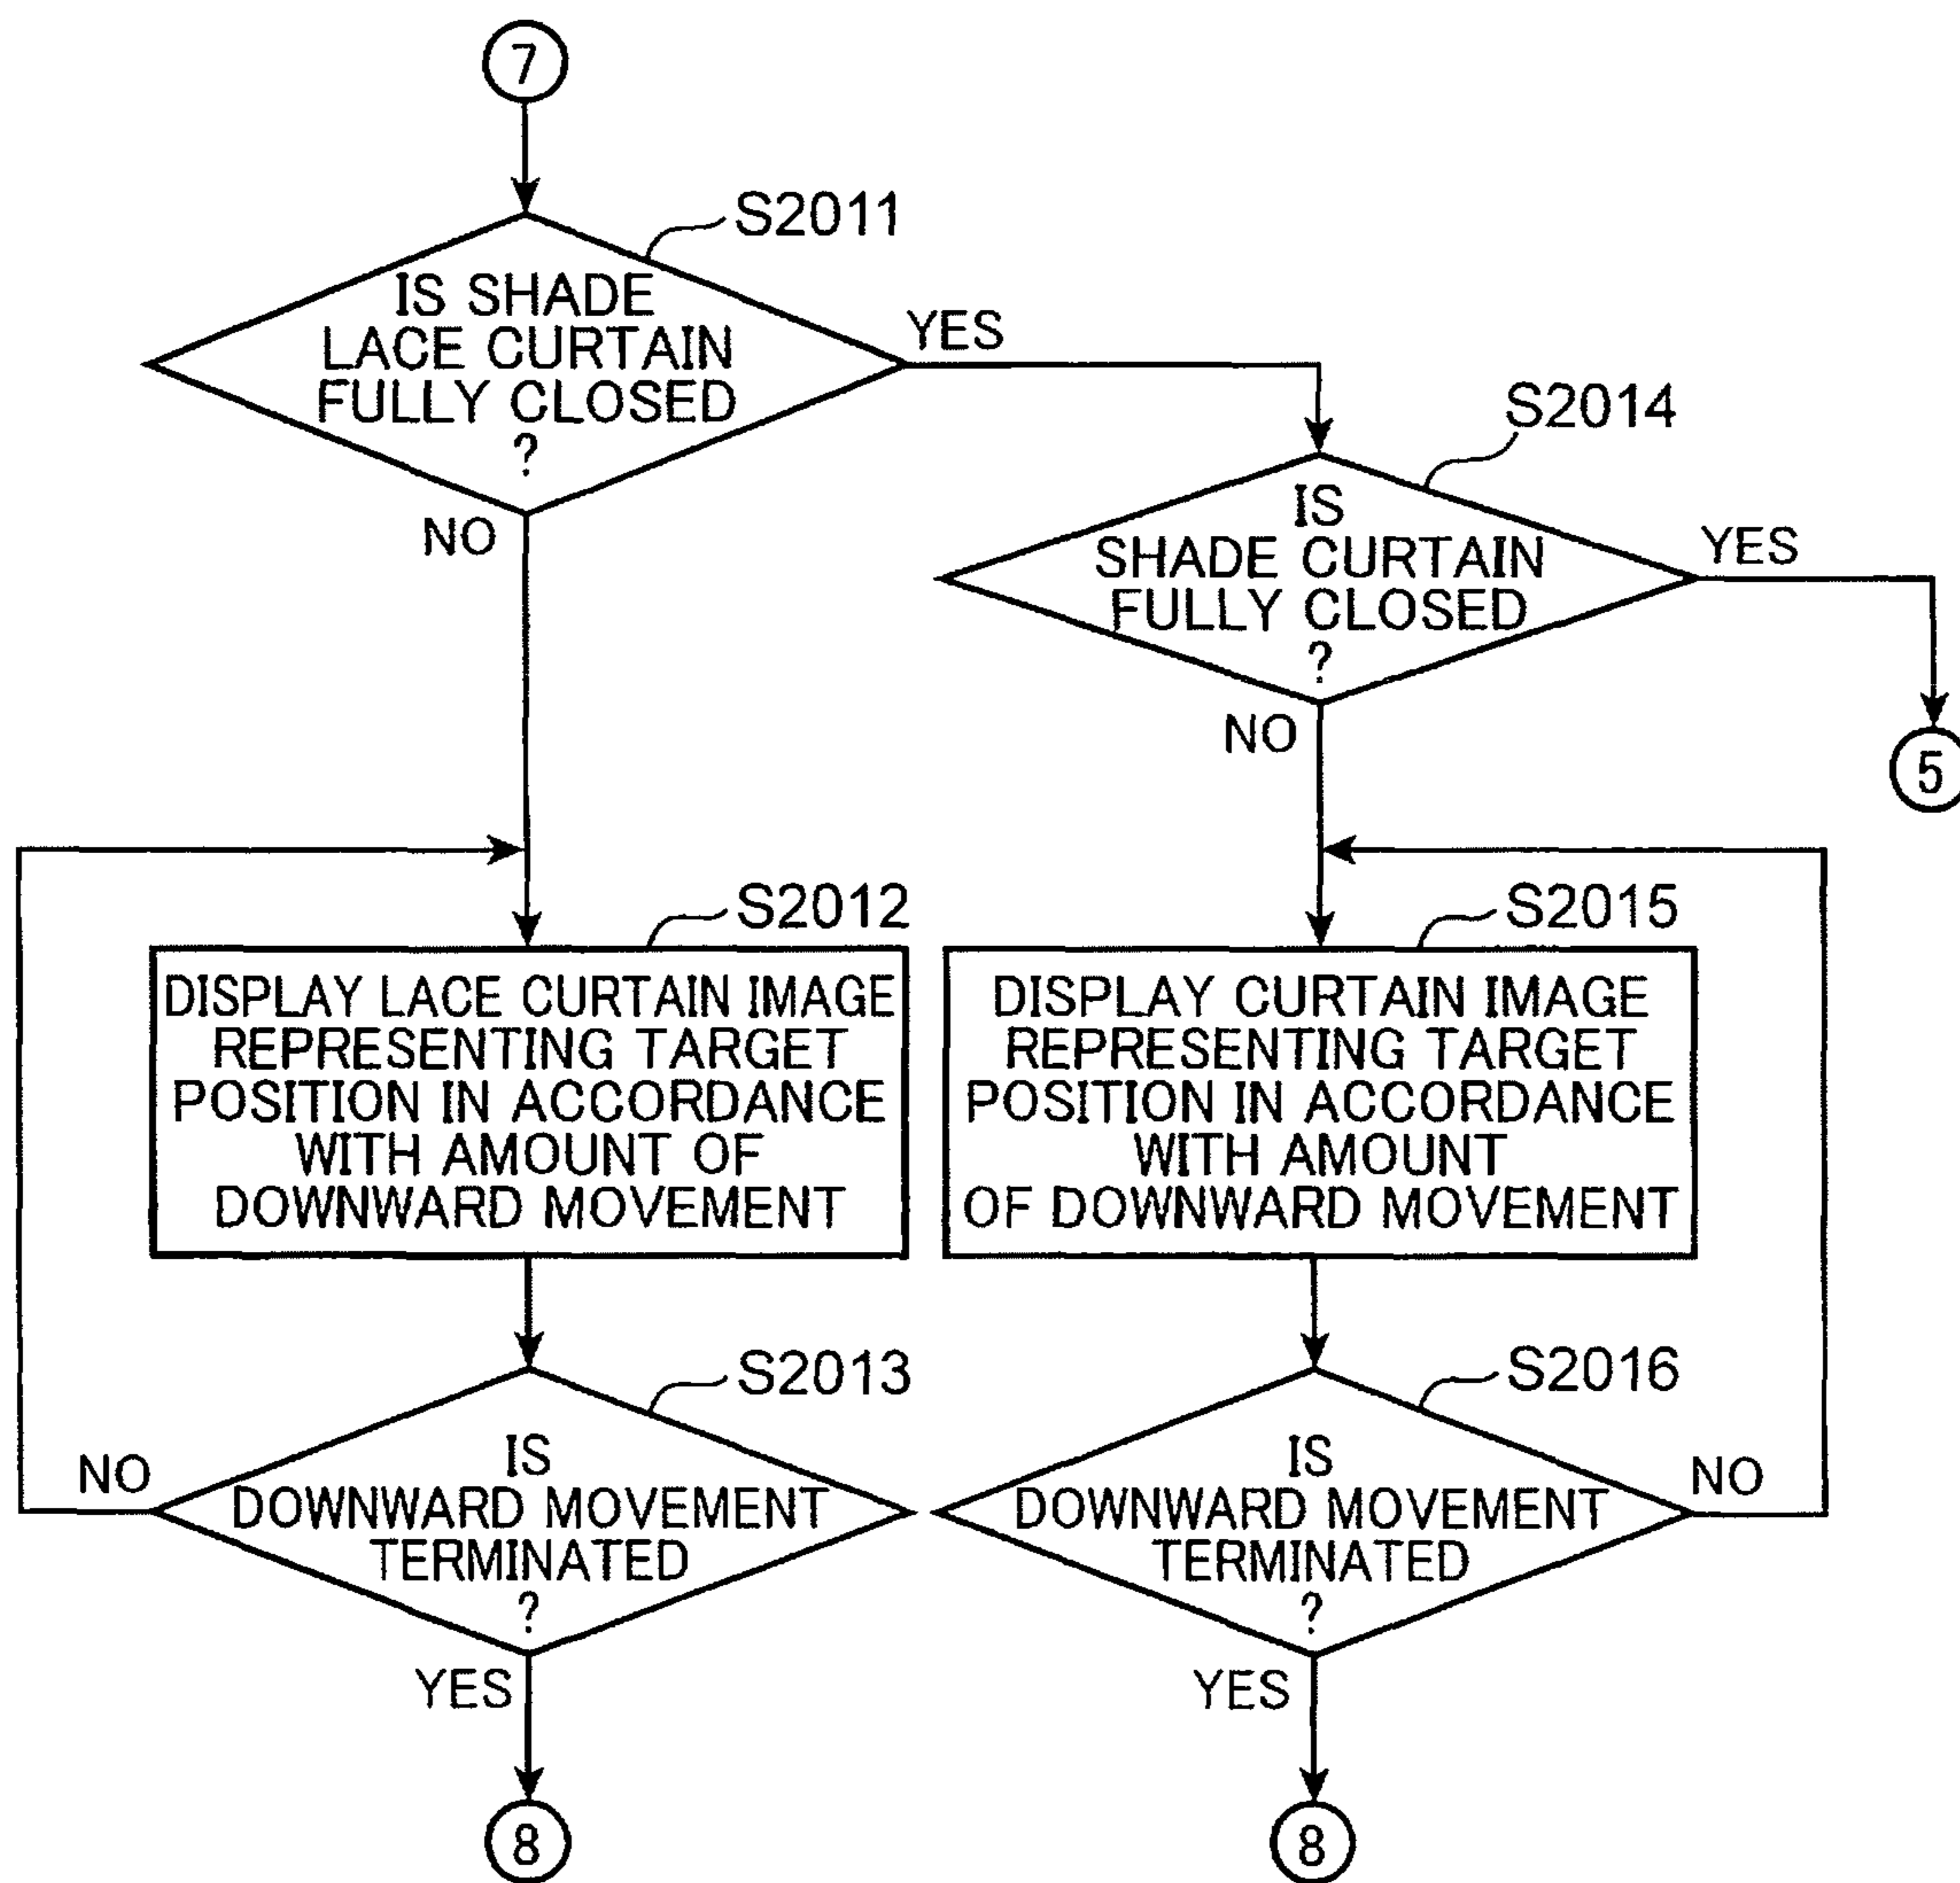 7
S2011
IS SHADE
LACE CURTAIN
FULLY CLOSED
?
YES
NO
S2014
IS
SHADE CURTAIN
FULLY CLOSED
?
YES
NO
5
S2012
DISPLAY LACE CURTAIN IMAGE
REPRESENTING TARGET
POSITION IN ACCORDANCE
WITH AMOUNT OF
DOWNWARD MOVEMENT
S2015
DISPLAY CURTAIN IMAGE
REPRESENTING TARGET
POSITION IN ACCORDANCE
WITH AMOUNT
OF DOWNWARD MOVEMENT
S2013
IS
DOWNWARD MOVEMENT
TERMINATED
?
NO
YES
8
S2016
IS
DOWNWARD MOVEMENT
TERMINATED
?
NO
YES
8